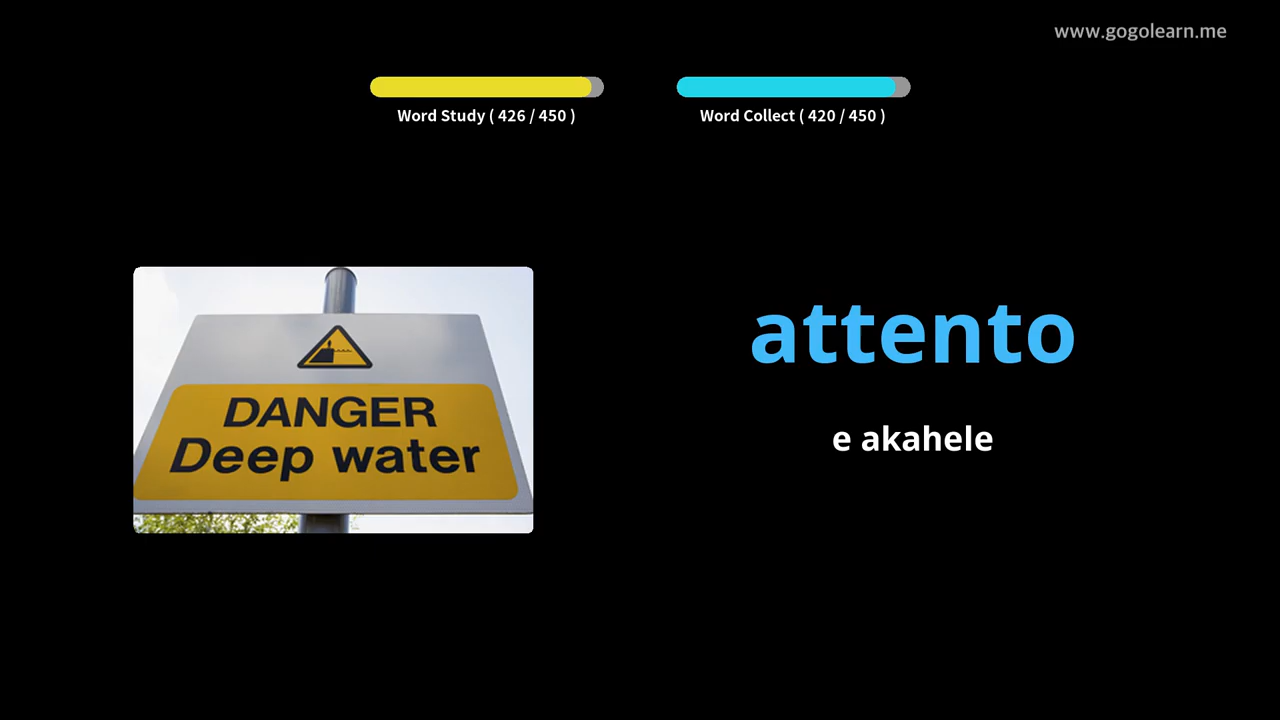 www.gogolearn.me
Word Study ( 426 / 450 )
Word Collect ( 420 / 450 )
DANGER
Deep water
attento
e akahele